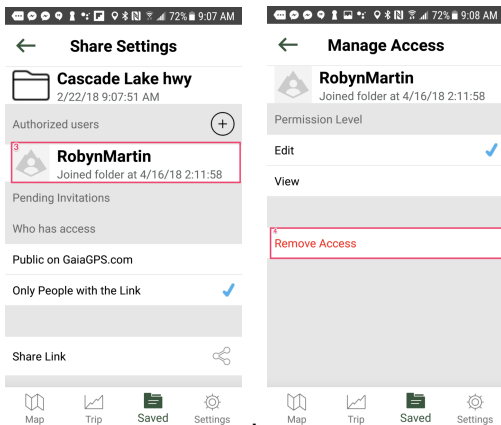 72% 9:07 AM
Share Settings
Cascade Lake hwy
2/22/18 9:07:51 AM
Authorized users
3
RobynMartin
Joined folder at 4/16/18 2:11:58
Pending Invitations
Who has access
Public on GaiaGPS.com
Only People with the Link
Share Link
Map Trip Saved Settings
72% 9:08 AM
Manage Access
RobynMartin
Joined folder at 4/16/18 2:11:58
Permission Level
Edit
View
4
Remove Access
Map Trip Saved Settings